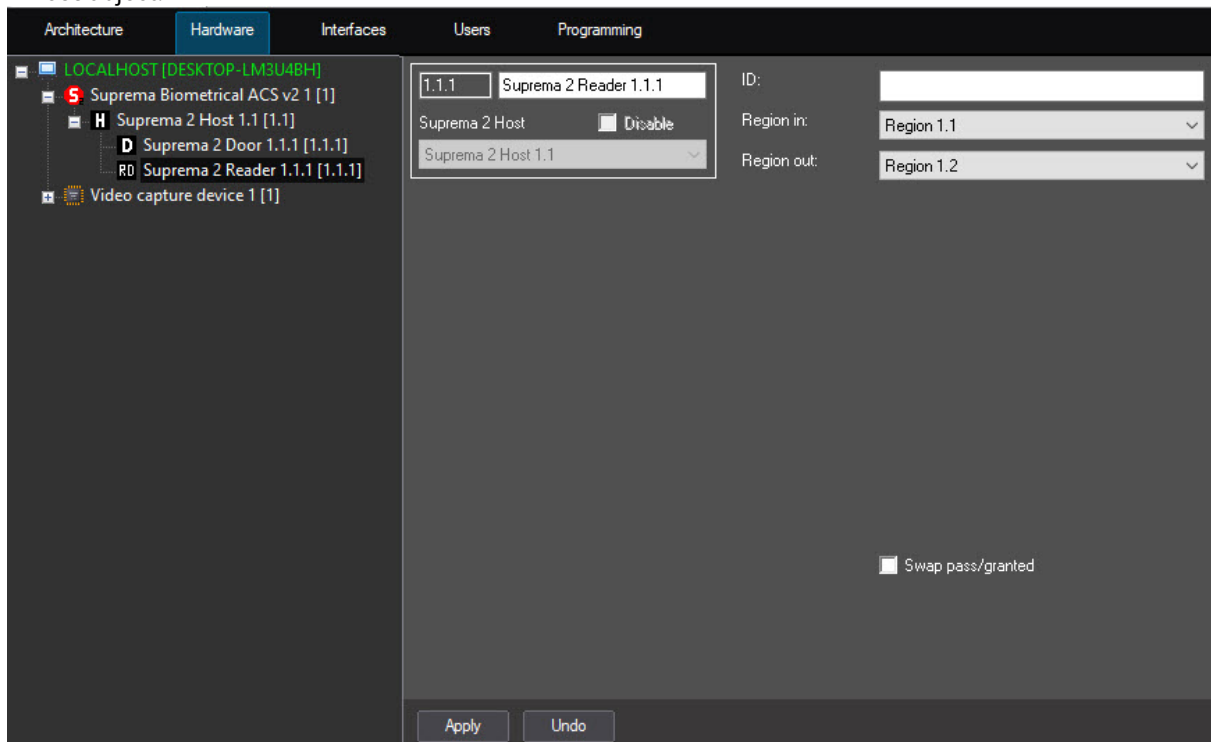 Architecture Hardware Interfaces Users Programming
LOCALHOST [DESKTOP-LM3U4BH]
Suprema Biometrical ACS v2 1 [1]
H Suprema 2 Host 1.1 [1.1]
D Suprema 2 Door 1.1.1 [1.1.1]
RD Suprema 2 Reader 1.1.1 [1.1.1]
Video capture device 1 [1]
1.1.1 Suprema 2 Reader 1.1.1
Suprema 2 Host Disable
Suprema 2 Host 1.1
ID:
Region in: Region 1.1
Region out: Region 1.2
Swap pass/granted
Apply Undo